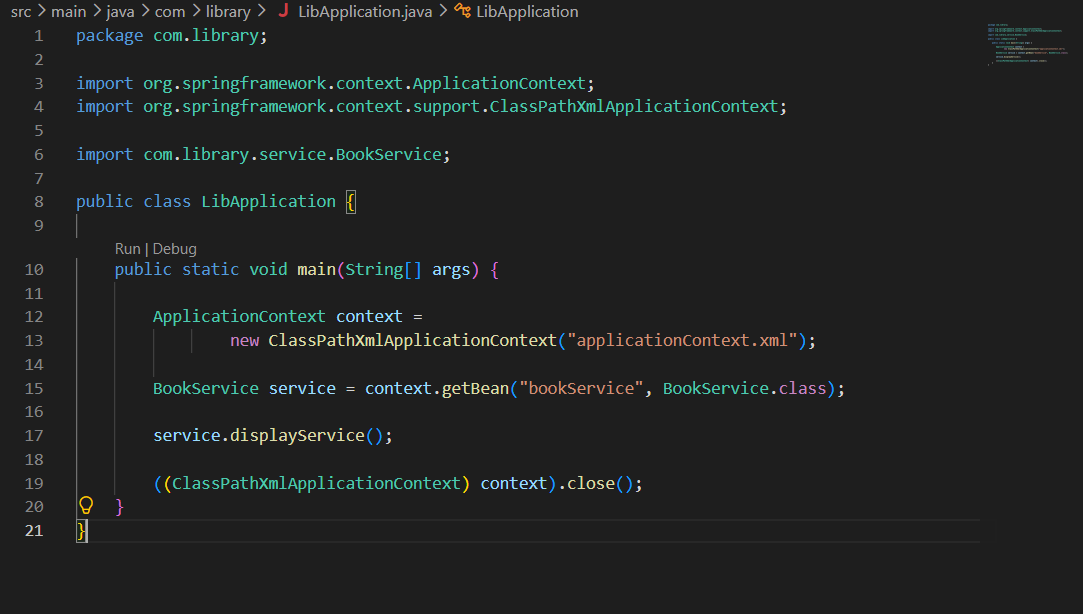 src > main > java > com > library > J LibApplication.java > LibApplication
1 package com.library;
2
3 import org.springframework.context.ApplicationContext;
4 import org.springframework.context.support.ClassPathXmlApplicationContext;
5
6 import com.library.service.BookService;
7
8 public class LibApplication {
9
Run | Debug
10 public static void main(String[] args) {
11
12 ApplicationContext context =
13 new ClassPathXmlApplicationContext("applicationContext.xml");
14
15 BookService service = context.getBean("bookService", BookService.class);
16
17 service.displayService();
18
19 ((ClassPathXmlApplicationContext) context).close();
20 }
21 }